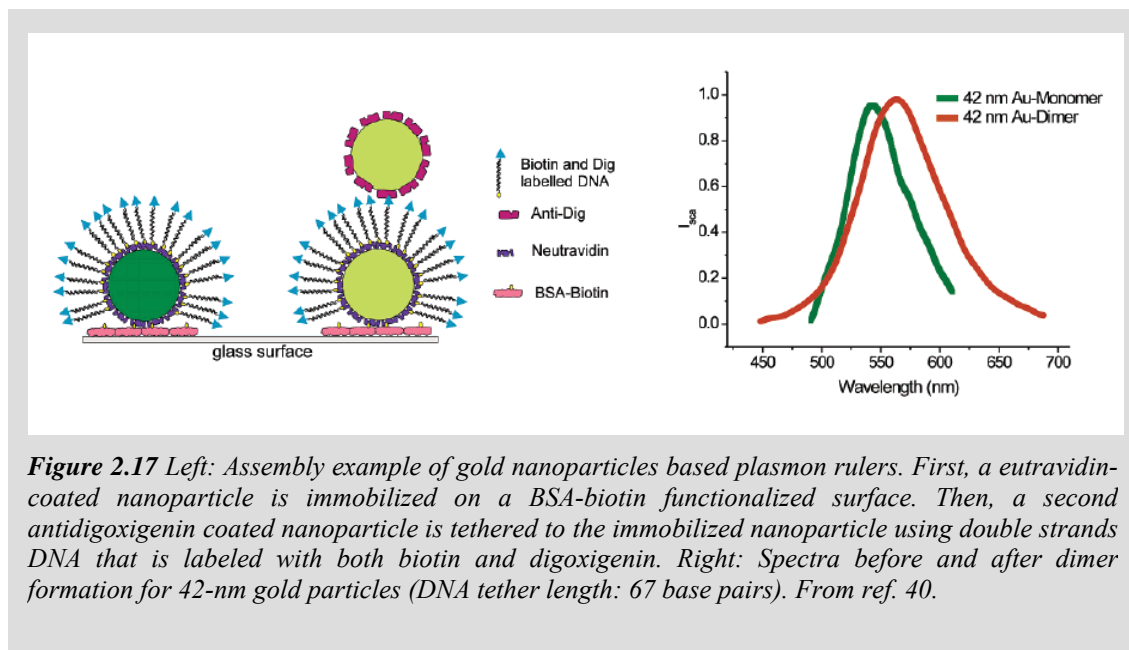 Biotin and Dig
labelled DNA
Anti-Dig
Neutravidin
BSA-Biotin
glass surface
42 nm Au-Monomer
42 nm Au-Dimer
1.0
0.8
0.6
0.4
0.2
0.0
I_sca
450 500 550 600 650 700
Wavelength (nm)
Figure 2.17 Left: Assembly example of gold nanoparticles based plasmon rulers. First, a eutravidin-
coated nanoparticle is immobilized on a BSA-biotin functionalized surface. Then, a second
antidigoxigenin coated nanoparticle is tethered to the immobilized nanoparticle using double strands
DNA that is labeled with both biotin and digoxigenin. Right: Spectra before and after dimer
formation for 42-nm gold particles (DNA tether length: 67 base pairs). From ref. 40.